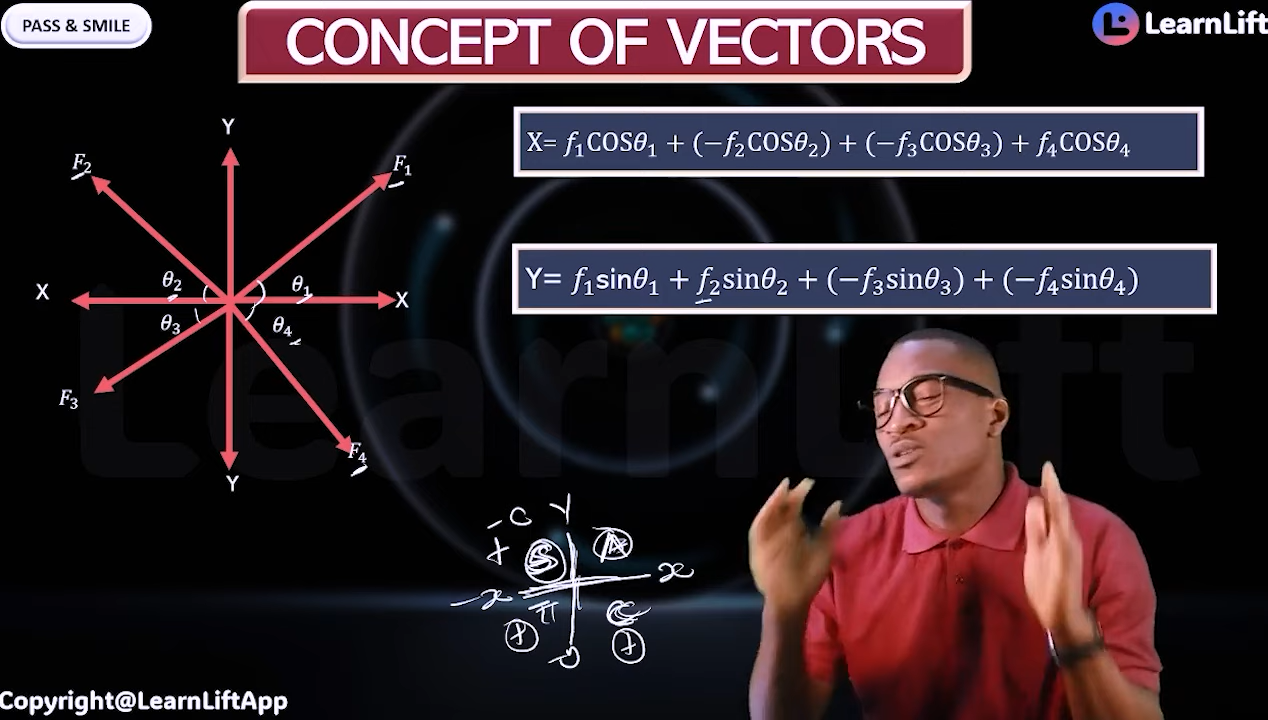 PASS & SMILE
CONCEPT OF VECTORS
LearnLift
Y
F₂
F₁
X= f₁COSθ₁ + (−f₂COSθ₂) + (−f₃COSθ₃) + f₄COSθ₄
Y= f₁sinθ₁ + f₂sinθ₂ + (−f₃sinθ₃) + (−f₄sinθ₄)
θ₂
θ₁
X
X
θ₃
θ₄
F₃
F₄
Y
LearnLift
-C
Y
+
S
A
-x
x
C
+
+
Copyright@LearnLiftApp